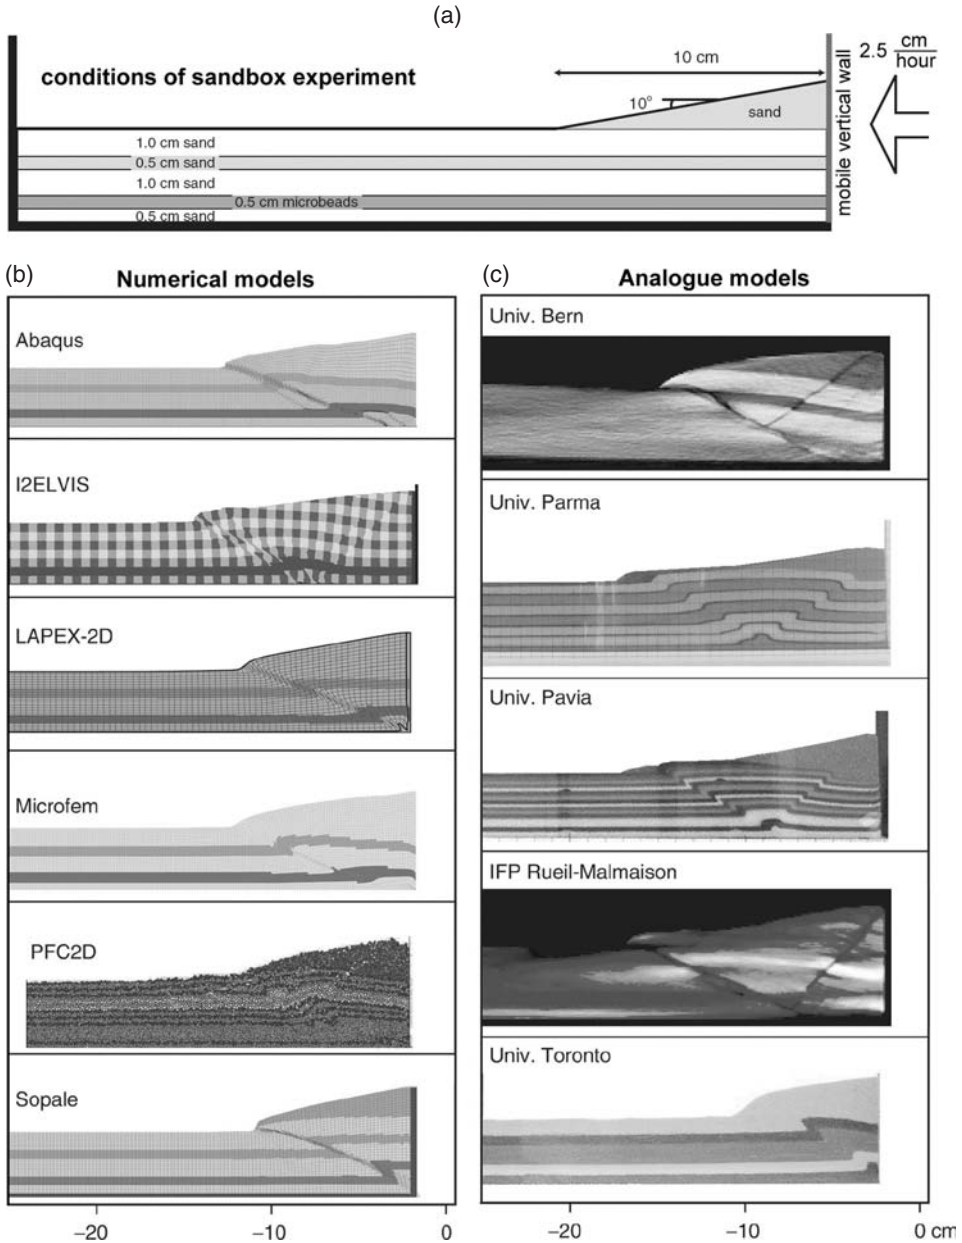 (a)
conditions of sandbox experiment
10 cm
2.5 cm
hour
10°
sand
mobile vertical wall
1.0 cm sand
0.5 cm sand
1.0 cm sand
0.5 cm microbeads
0.5 cm sand
(b)
Numerical models
Abaqus
I2ELVIS
LAPEX-2D
Microfem
PFC2D
Sopale
−20
−10
0
(c)
Analogue models
Univ. Bern
Univ. Parma
Univ. Pavia
IFP Rueil-Malmaison
Univ. Toronto
−20
−10
0 cm